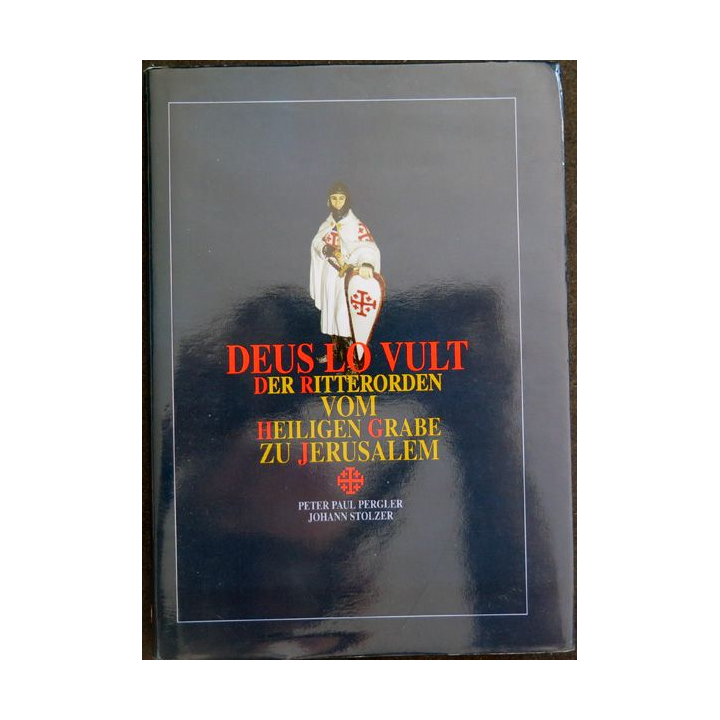 DEUS LO VULT
DER RITTERORDEN
VOM
HEILIGEN GRABE
ZU JERUSALEM
PETER PAUL PERGLER
JOHANN STOLZER